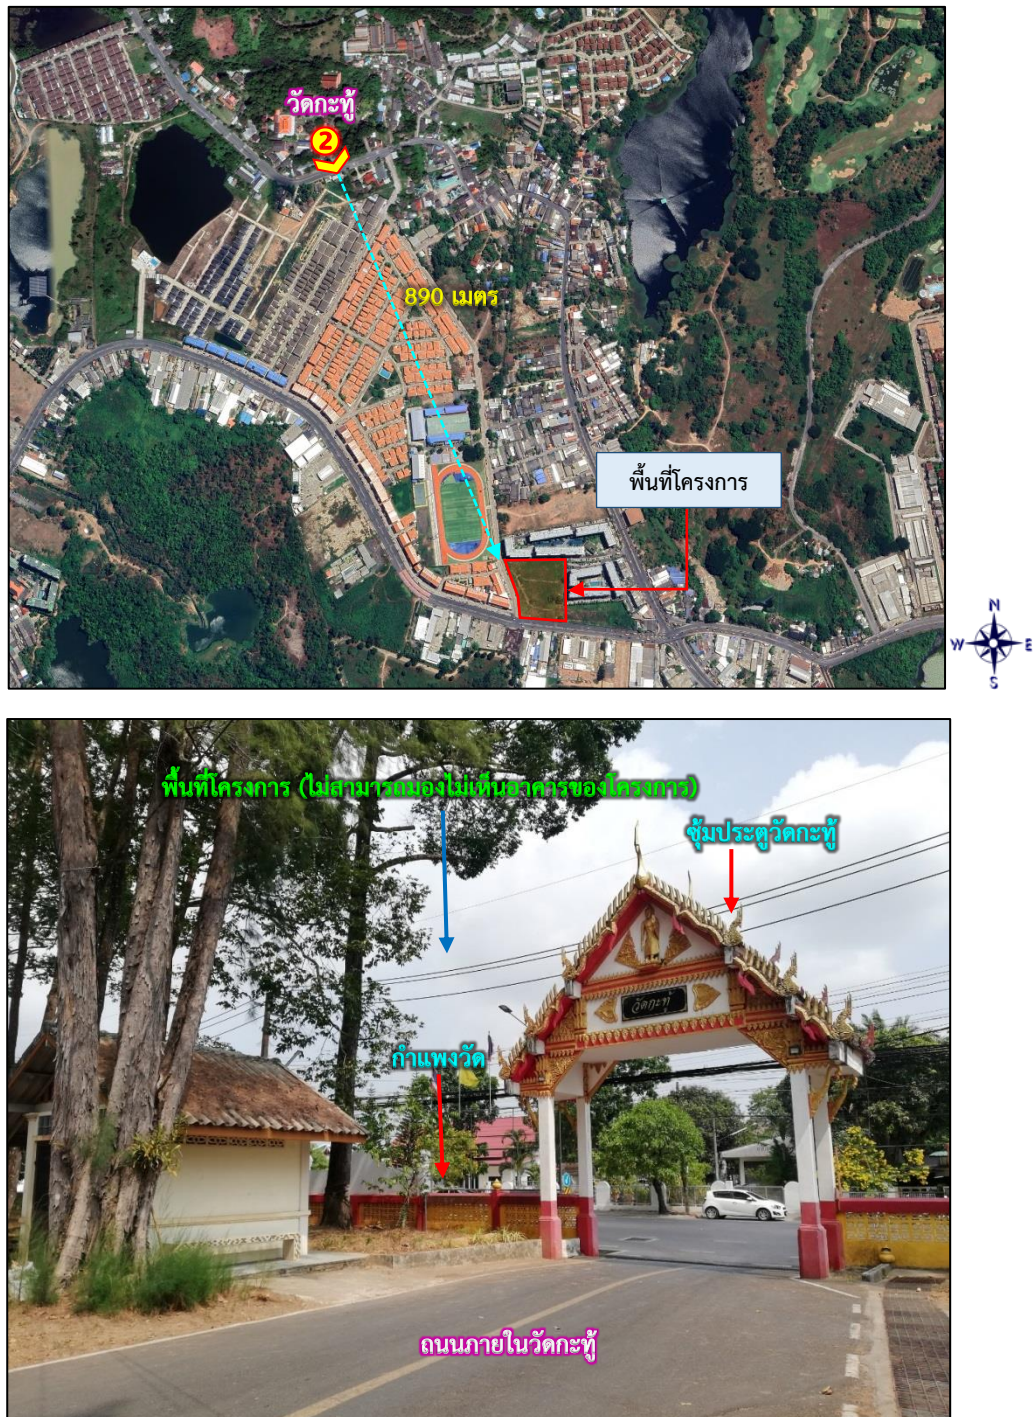 วัดกะทู้
2
890 เมตร
พื้นที่โครงการ
N
W E
S
พื้นที่โครงการ (ไม่สามารถมองไม่เห็นอาคารของโครงการ)
ซุ้มประตูวัดกะทู้
วัดกะทู้
กำแพงวัด
ถนนภายในวัดกะทู้